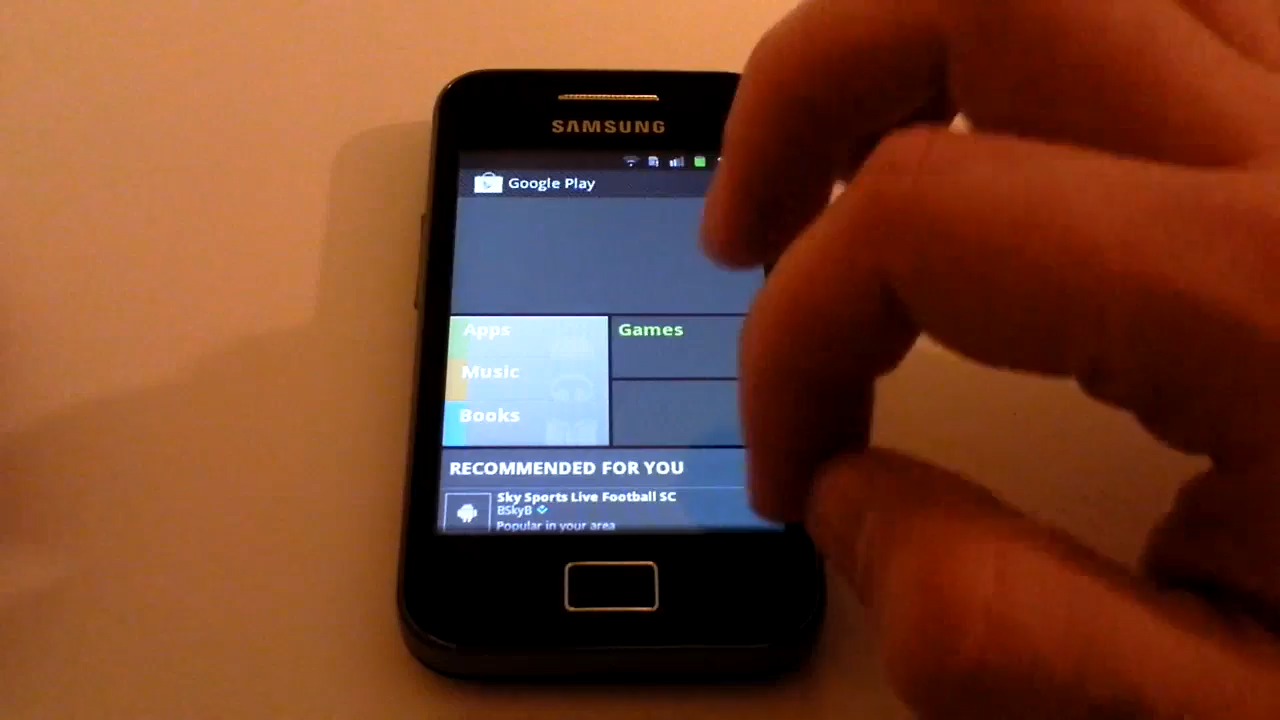 SAMSUNG
Google Play
Apps
Games
Music
Books
RECOMMENDED FOR YOU
Sky Sports Live Football SC
BSkyB
Popular in your area